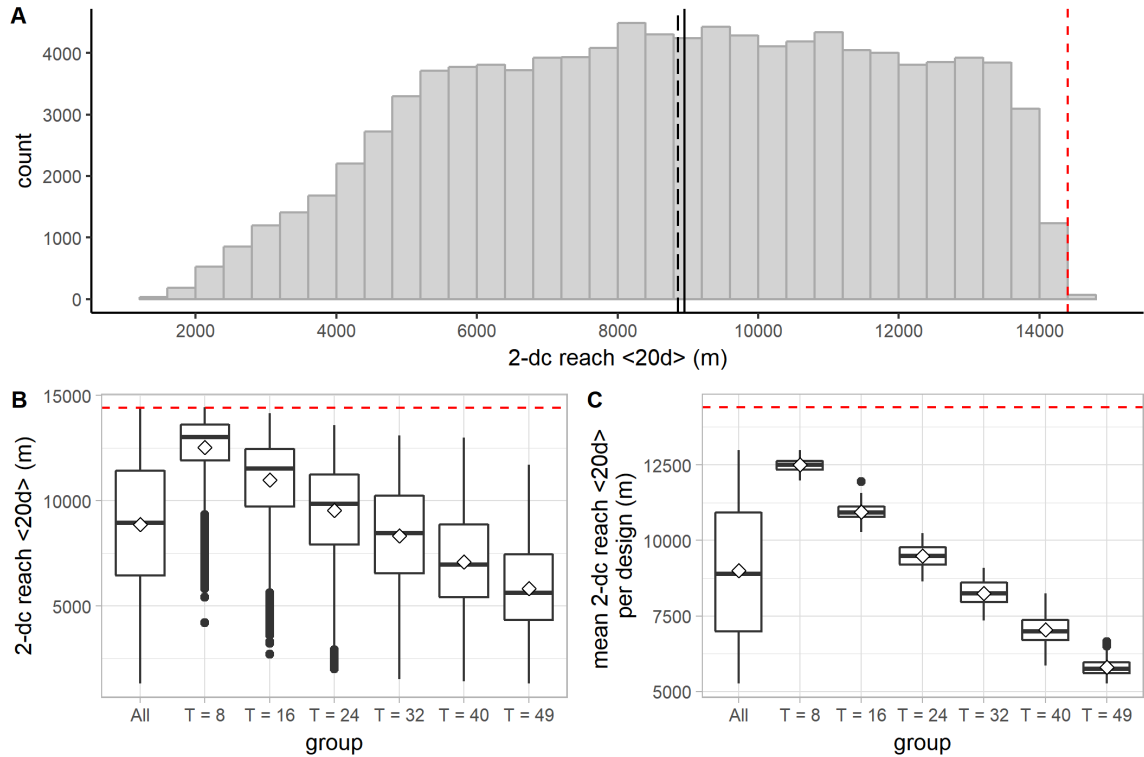 A
count
4000
3000
2000
1000
0
2000 4000 6000 8000 10000 12000 14000
2-dc reach <20d> (m)
B
2-dc reach <20d> (m)
15000
10000
5000
All T = 8 T = 16 T = 24 T = 32 T = 40 T = 49
group
C
mean 2-dc reach <20d>
per design (m)
12500
10000
7500
5000
All T = 8 T = 16 T = 24 T = 32 T = 40 T = 49
group